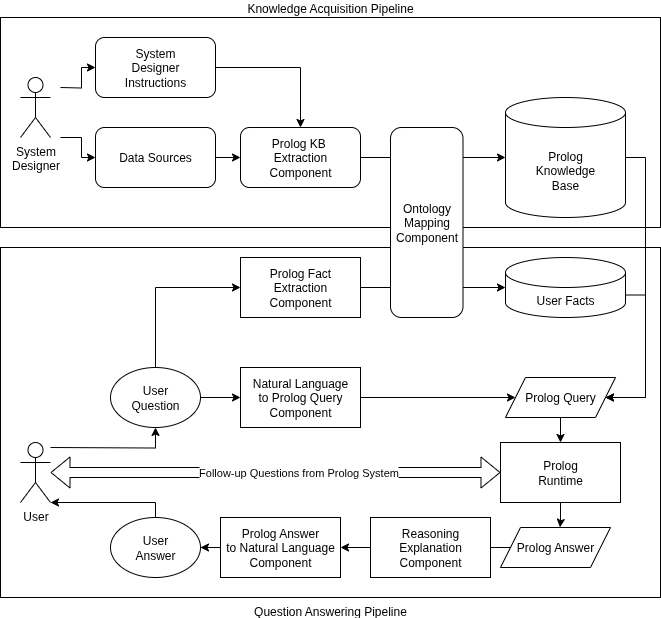 Knowledge Acquisition Pipeline
System
Designer
Instructions
System
Designer
Data Sources
Prolog KB
Extraction
Component
Ontology
Mapping
Component
Prolog
Knowledge
Base
Prolog Fact
Extraction
Component
User Facts
User
Question
Natural Language
to Prolog Query
Component
Prolog Query
User
Follow-up Questions from Prolog System
Prolog
Runtime
User
Answer
Prolog Answer
to Natural Language
Component
Reasoning
Explanation
Component
Prolog Answer
Question Answering Pipeline